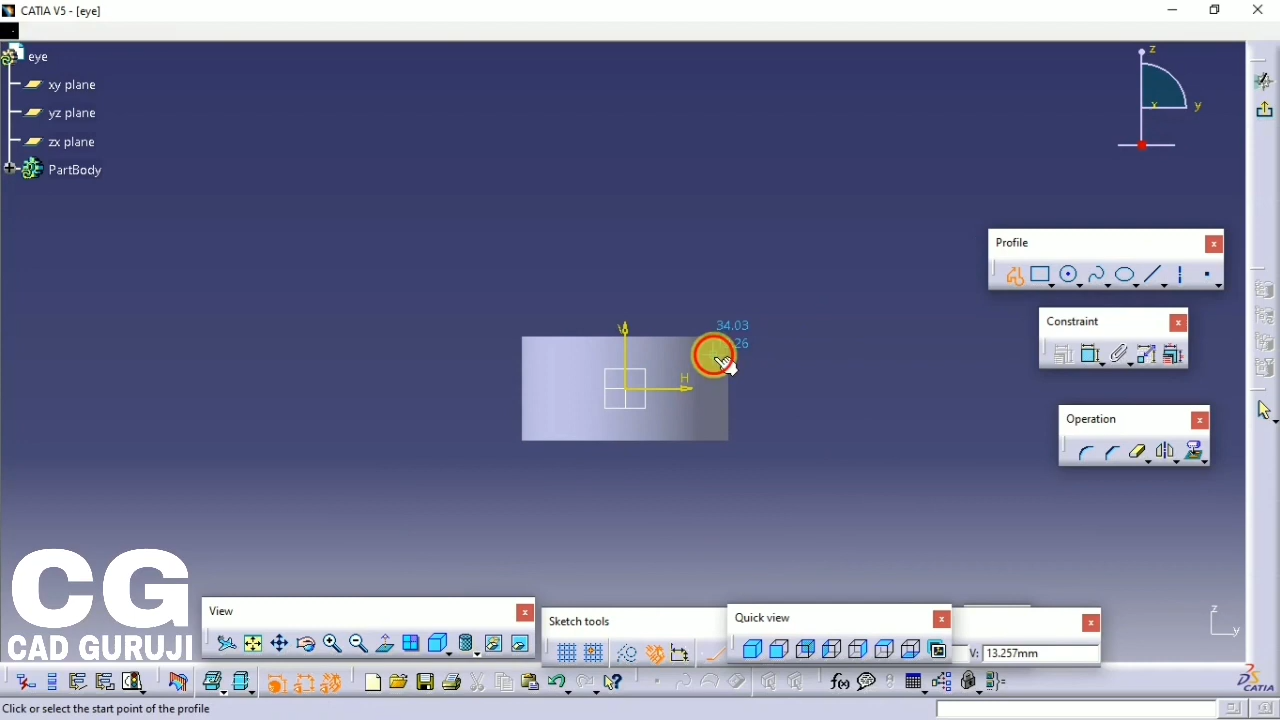 CATIA V5 - [eye]
eye
xy plane
yz plane
zx plane
PartBody
z
x
y
Profile
Constraint
Operation
34.03
26
V
H
CG
CAD GURUJI
View
Sketch tools
Quick view
V: 13.257mm
z
y
f(x)
CATIA
Click or select the start point of the profile